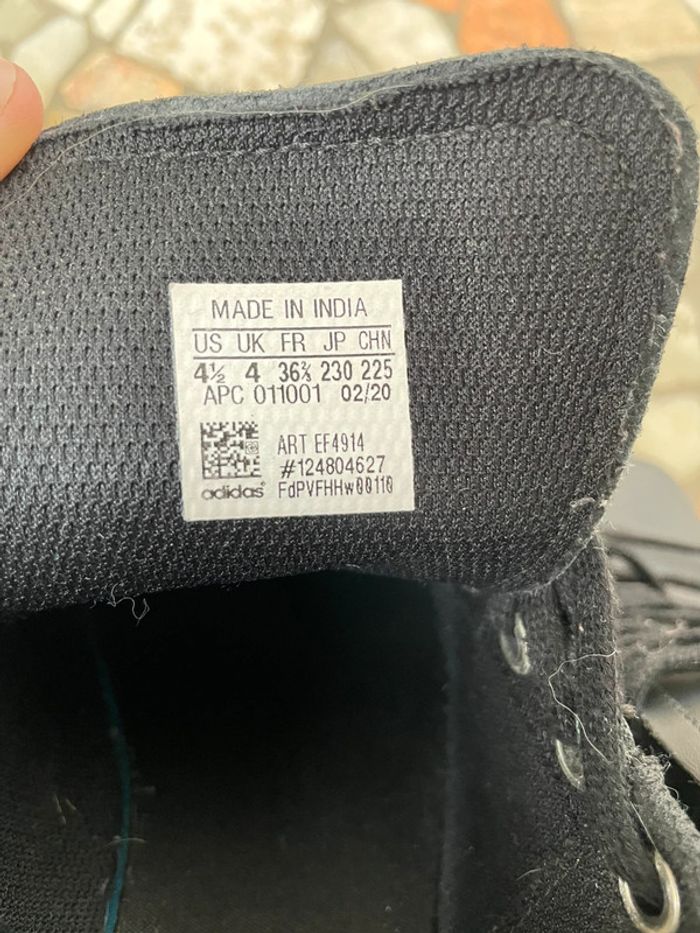 MADE IN INDIA
US UK FR JP CHN
4½ 4 36⅔ 230 225
APC 011001 02/20
ART EF4914
#124804627
adidas FdPVFHHw00110